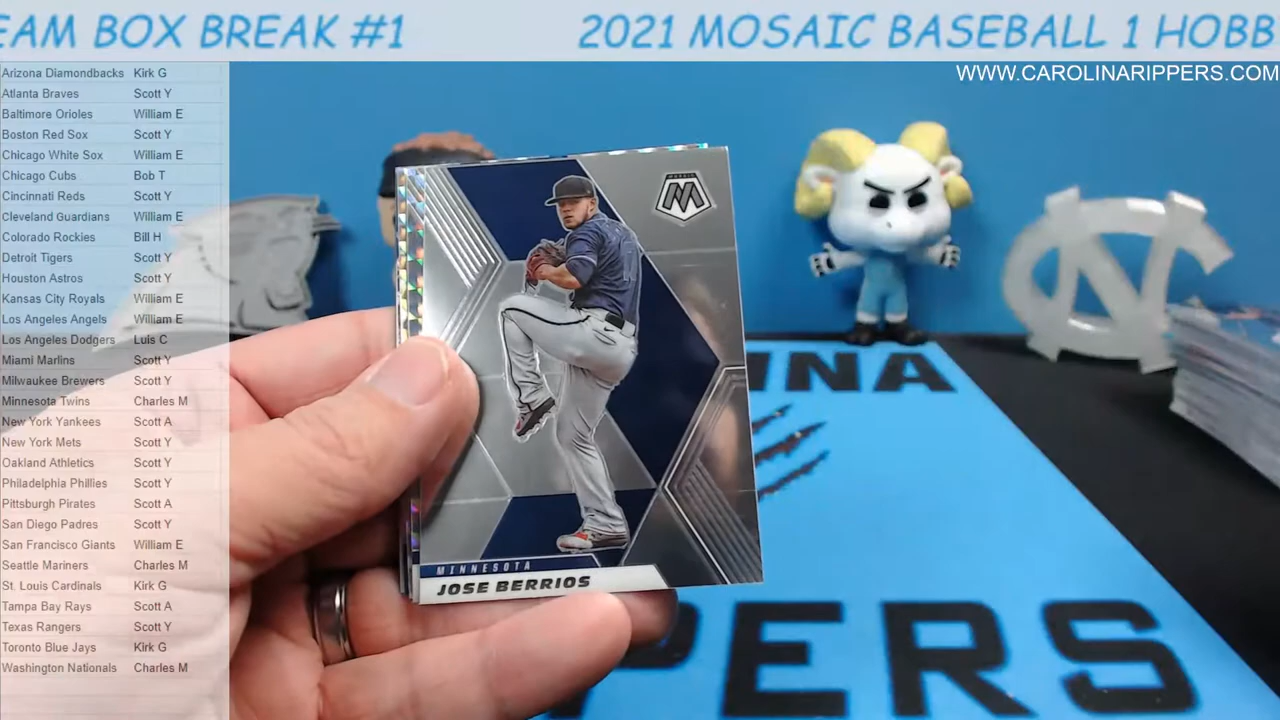 EAM BOX BREAK #1 2021 MOSAIC BASEBALL 1 HOBB
WWW.CAROLINARIPPERS.COM
Arizona Diamondbacks Kirk G
Atlanta Braves Scott Y
Baltimore Orioles William E
Boston Red Sox Scott Y
Chicago White Sox William E
Chicago Cubs Bob T
Cincinnati Reds Scott Y
Cleveland Guardians William E
Colorado Rockies Bill H
Detroit Tigers Scott Y
Houston Astros Scott Y
Kansas City Royals William E
Los Angeles Angels William E
Los Angeles Dodgers Luis C
Miami Marlins Scott Y
Milwaukee Brewers Scott Y
Minnesota Twins Charles M
New York Yankees Scott A
New York Mets Scott Y
Oakland Athletics Scott Y
Philadelphia Phillies Scott Y
Pittsburgh Pirates Scott A
San Diego Padres Scott Y
San Francisco Giants William E
Seattle Mariners Charles M
St. Louis Cardinals Kirk G
Tampa Bay Rays Scott A
Texas Rangers Scott Y
Toronto Blue Jays Kirk G
Washington Nationals Charles M
MOSAIC
M
MINNESOTA
JOSE BERRIOS
NC
INA
PERS